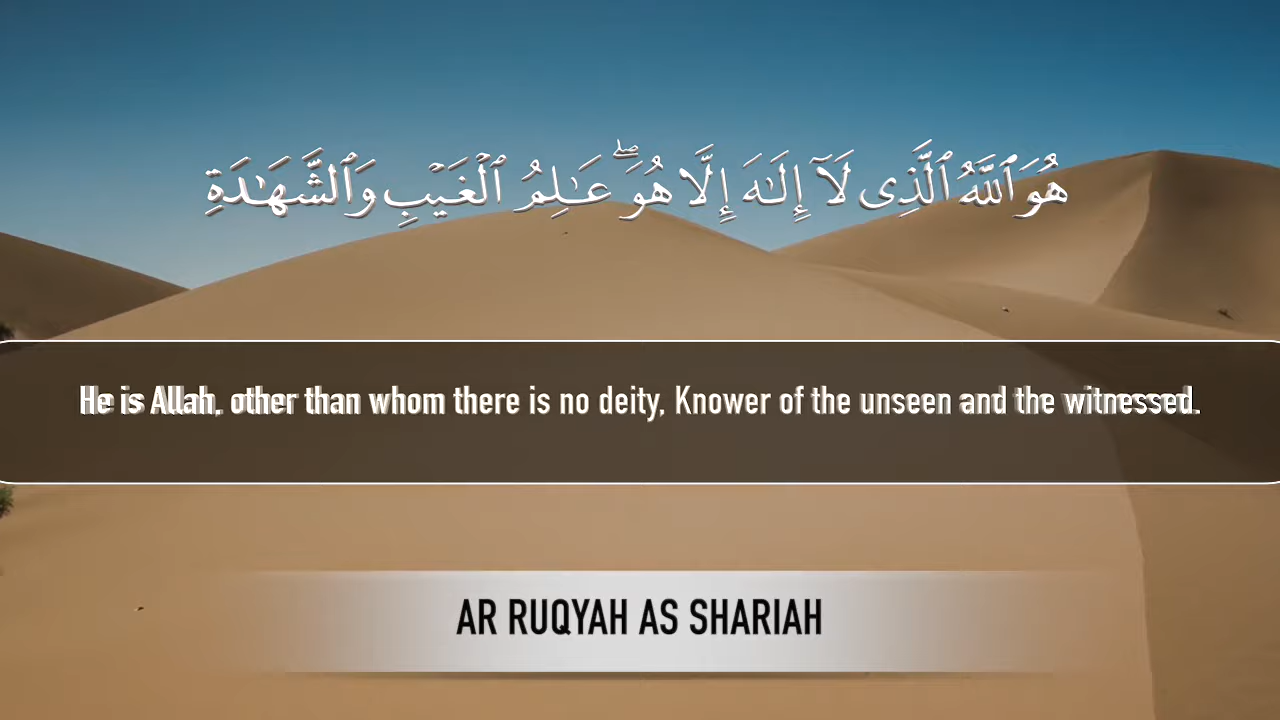 هُوَ ٱللَّهُ ٱلَّذِى لَآ إِلَـٰهَ إِلَّا هُوَ ۖ عَـٰلِمُ ٱلْغَيْبِ وَٱلشَّهَـٰدَةِ
He is Allah, other than whom there is no deity, Knower of the unseen and the witnessed.
AR RUQYAH AS SHARIAH